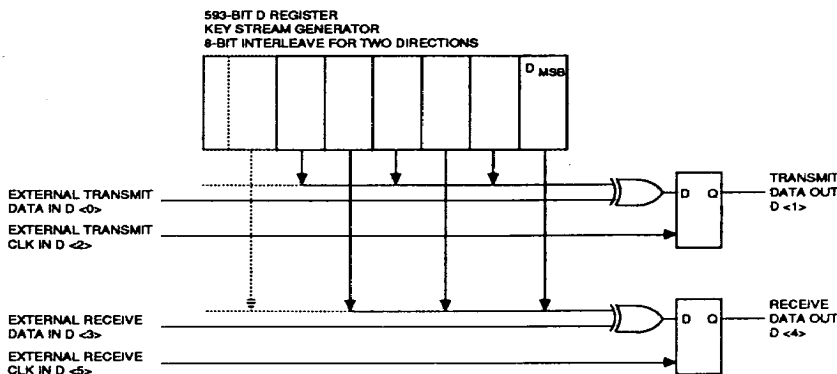 593-BIT D REGISTER
KEY STREAM GENERATOR
8-BIT INTERLEAVE FOR TWO DIRECTIONS
D MSB
EXTERNAL TRANSMIT
DATA IN D <0>
EXTERNAL TRANSMIT
CLK IN D <2>
D Q
TRANSMIT
DATA OUT
D <1>
EXTERNAL RECEIVE
DATA IN D <3>
EXTERNAL RECEIVE
CLK IN D <5>
D Q
RECEIVE
DATA OUT
D <4>